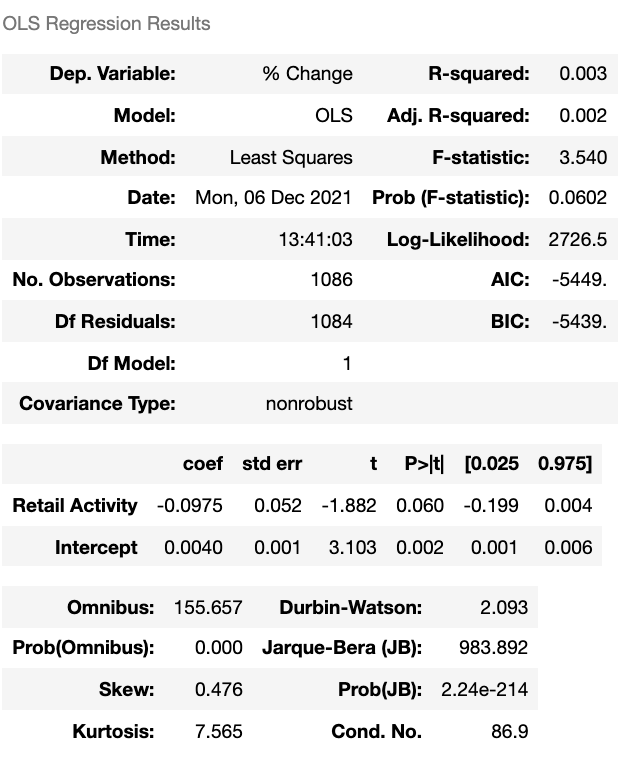 OLS Regression Results
Dep. Variable: % Change R-squared: 0.003
Model: OLS Adj. R-squared: 0.002
Method: Least Squares F-statistic: 3.540
Date: Mon, 06 Dec 2021 Prob (F-statistic): 0.0602
Time: 13:41:03 Log-Likelihood: 2726.5
No. Observations: 1086 AIC: -5449.
Df Residuals: 1084 BIC: -5439.
Df Model: 1
Covariance Type: nonrobust
coef std err t P>|t| [0.025 0.975]
Retail Activity -0.0975 0.052 -1.882 0.060 -0.199 0.004
Intercept 0.0040 0.001 3.103 0.002 0.001 0.006
Omnibus: 155.657 Durbin-Watson: 2.093
Prob(Omnibus): 0.000 Jarque-Bera (JB): 983.892
Skew: 0.476 Prob(JB): 2.24e-214
Kurtosis: 7.565 Cond. No. 86.9